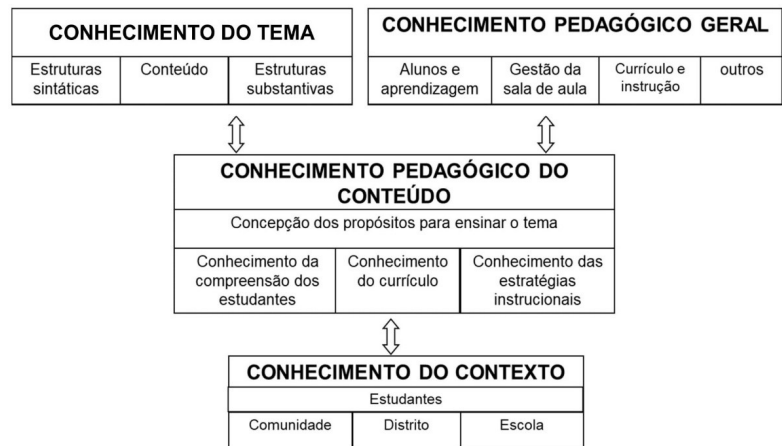 CONHECIMENTO DO TEMA
Estruturas
sintáticas
Conteúdo
Estruturas
substantivas
CONHECIMENTO PEDAGÓGICO GERAL
Alunos e
aprendizagem
Gestão da
sala de aula
Currículo e
instrução
outros
CONHECIMENTO PEDAGÓGICO DO
CONTEÚDO
Concepção dos propósitos para ensinar o tema
Conhecimento da
compreensão dos
estudantes
Conhecimento
do currículo
Conhecimento das
estratégias
instrucionais
CONHECIMENTO DO CONTEXTO
Estudantes
Comunidade
Distrito
Escola